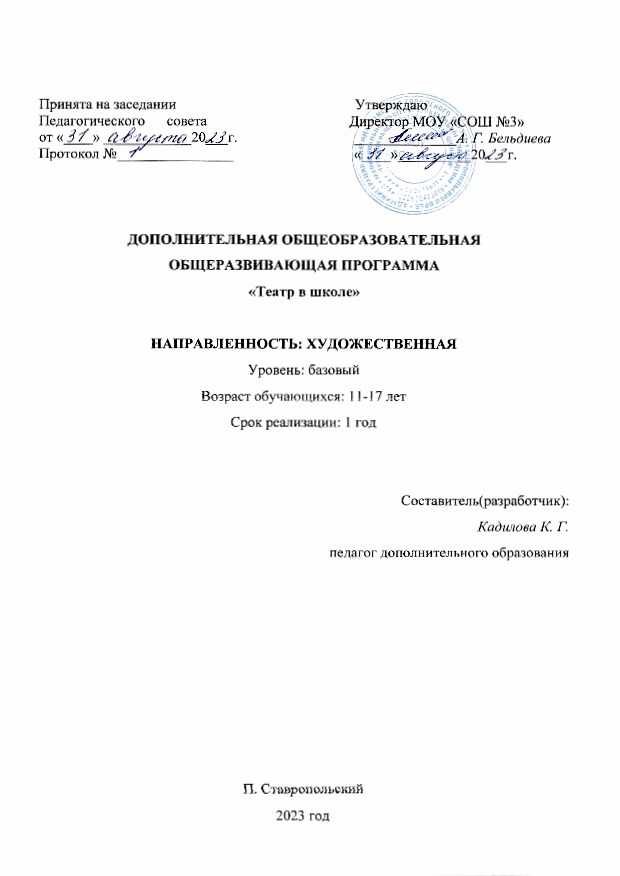 Принята на заседании
Педагогического совета
от «31» августа 2023г.
Протокол № 1
Утверждаю
Директор МОУ «СОШ №3»
А. Г. Бельдиева
« 31 » августа 2023 г.
ДОПОЛНИТЕЛЬНАЯ ОБЩЕОБРАЗОВАТЕЛЬНАЯ
ОБЩЕРАЗВИВАЮЩАЯ ПРОГРАММА
«Театр в школе»
НАПРАВЛЕННОСТЬ: ХУДОЖЕСТВЕННАЯ
Уровень: базовый
Возраст обучающихся: 11-17 лет
Срок реализации: 1 год
Составитель(разработчик):
Кадилова К. Г.
педагог дополнительного образования
П. Ставропольский
2023 год